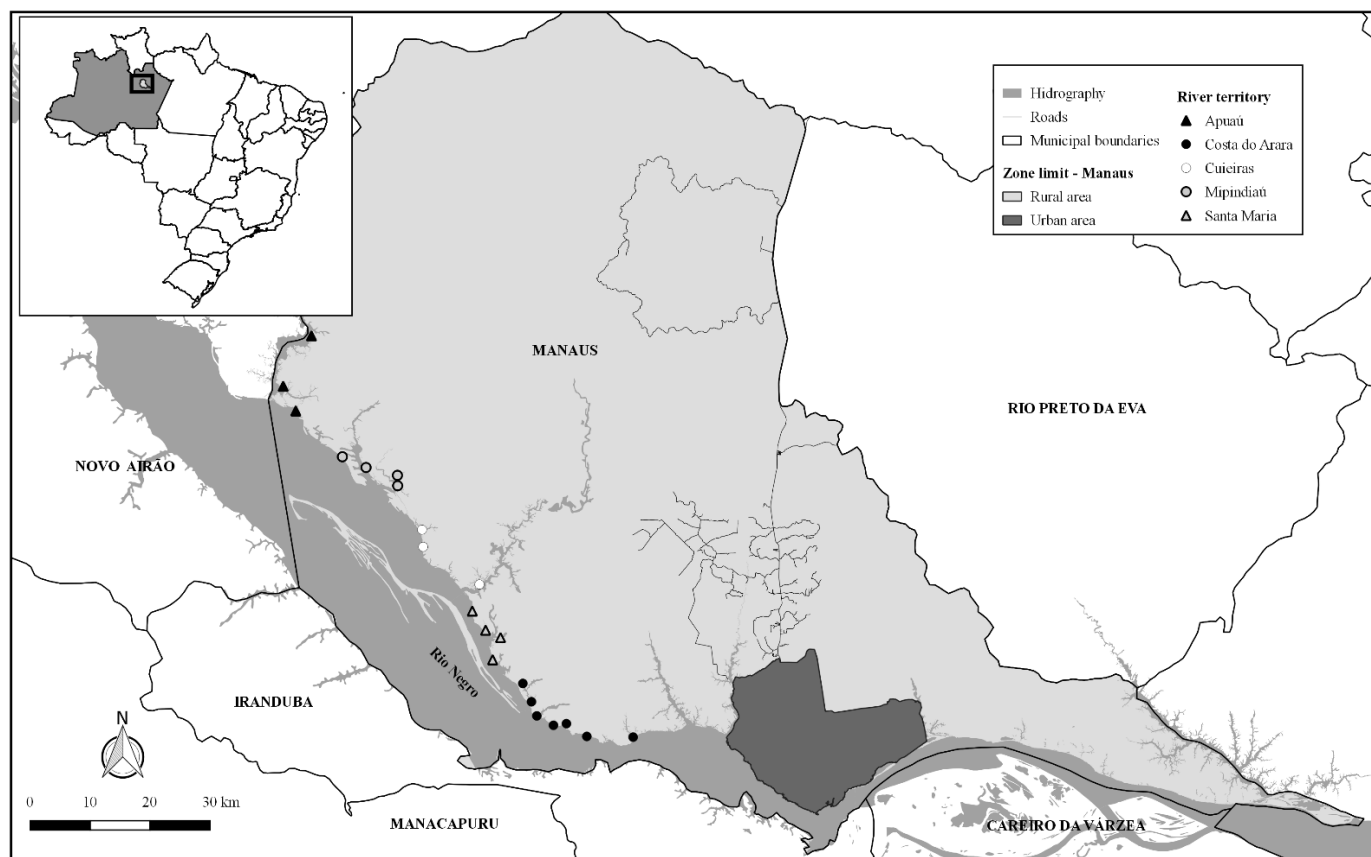 Hidrography
Roads
Municipal boundaries
Zone limit - Manaus
Rural area
Urban area
River territory
Apuaú
Costa do Arara
Cuieiras
Mipindiaú
Santa Maria
MANAUS
RIO PRETO DA EVA
NOVO AIRÃO
Rio Negro
IRANDUBA
N
0 10 20 30 km
MANACAPURU
CAREIRO DA VÁRZEA